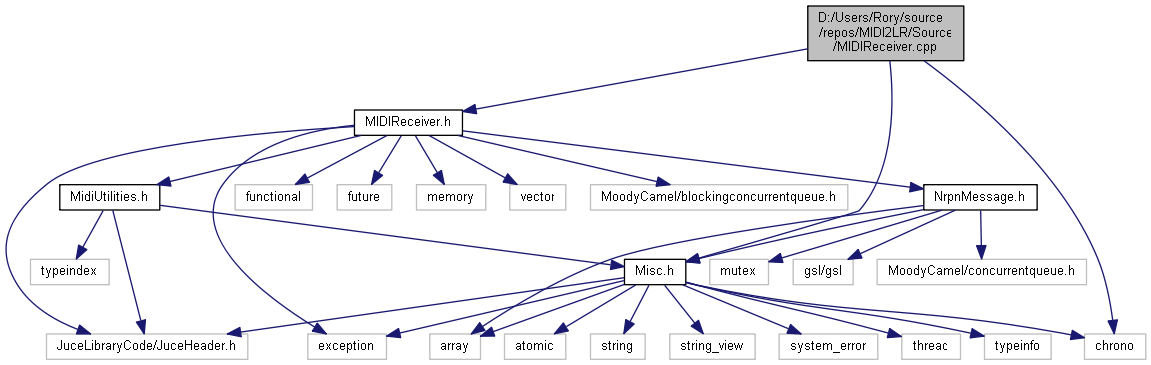 D:/Users/Rory/source
/repos/MIDI2LR/Source
/MIDIReceiver.cpp
MIDIReceiver.h
MidiUtilities.h
functional
future
memory
vector
MoodyCamel/blockingconcurrentqueue.h
NrpnMessage.h
typeindex
Misc.h
mutex
gsl/gsl
MoodyCamel/concurrentqueue.h
JuceLibraryCode/JuceHeader.h
exception
array
atomic
string
string_view
system_error
thread
typeinfo
chrono